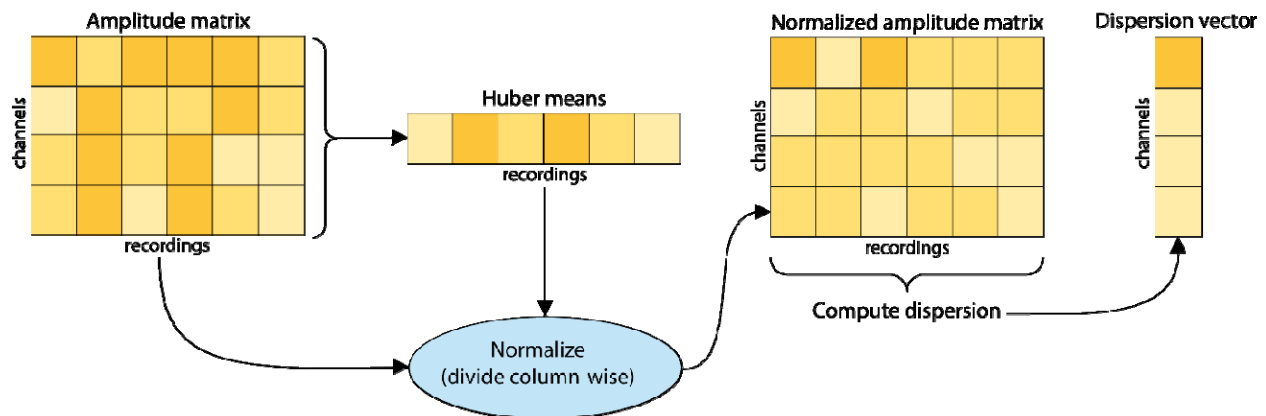 Amplitude matrix
channels
recordings
Huber means
recordings
Normalize
(divide column wise)
Normalized amplitude matrix
channels
recordings
Compute dispersion
Dispersion vector
channels